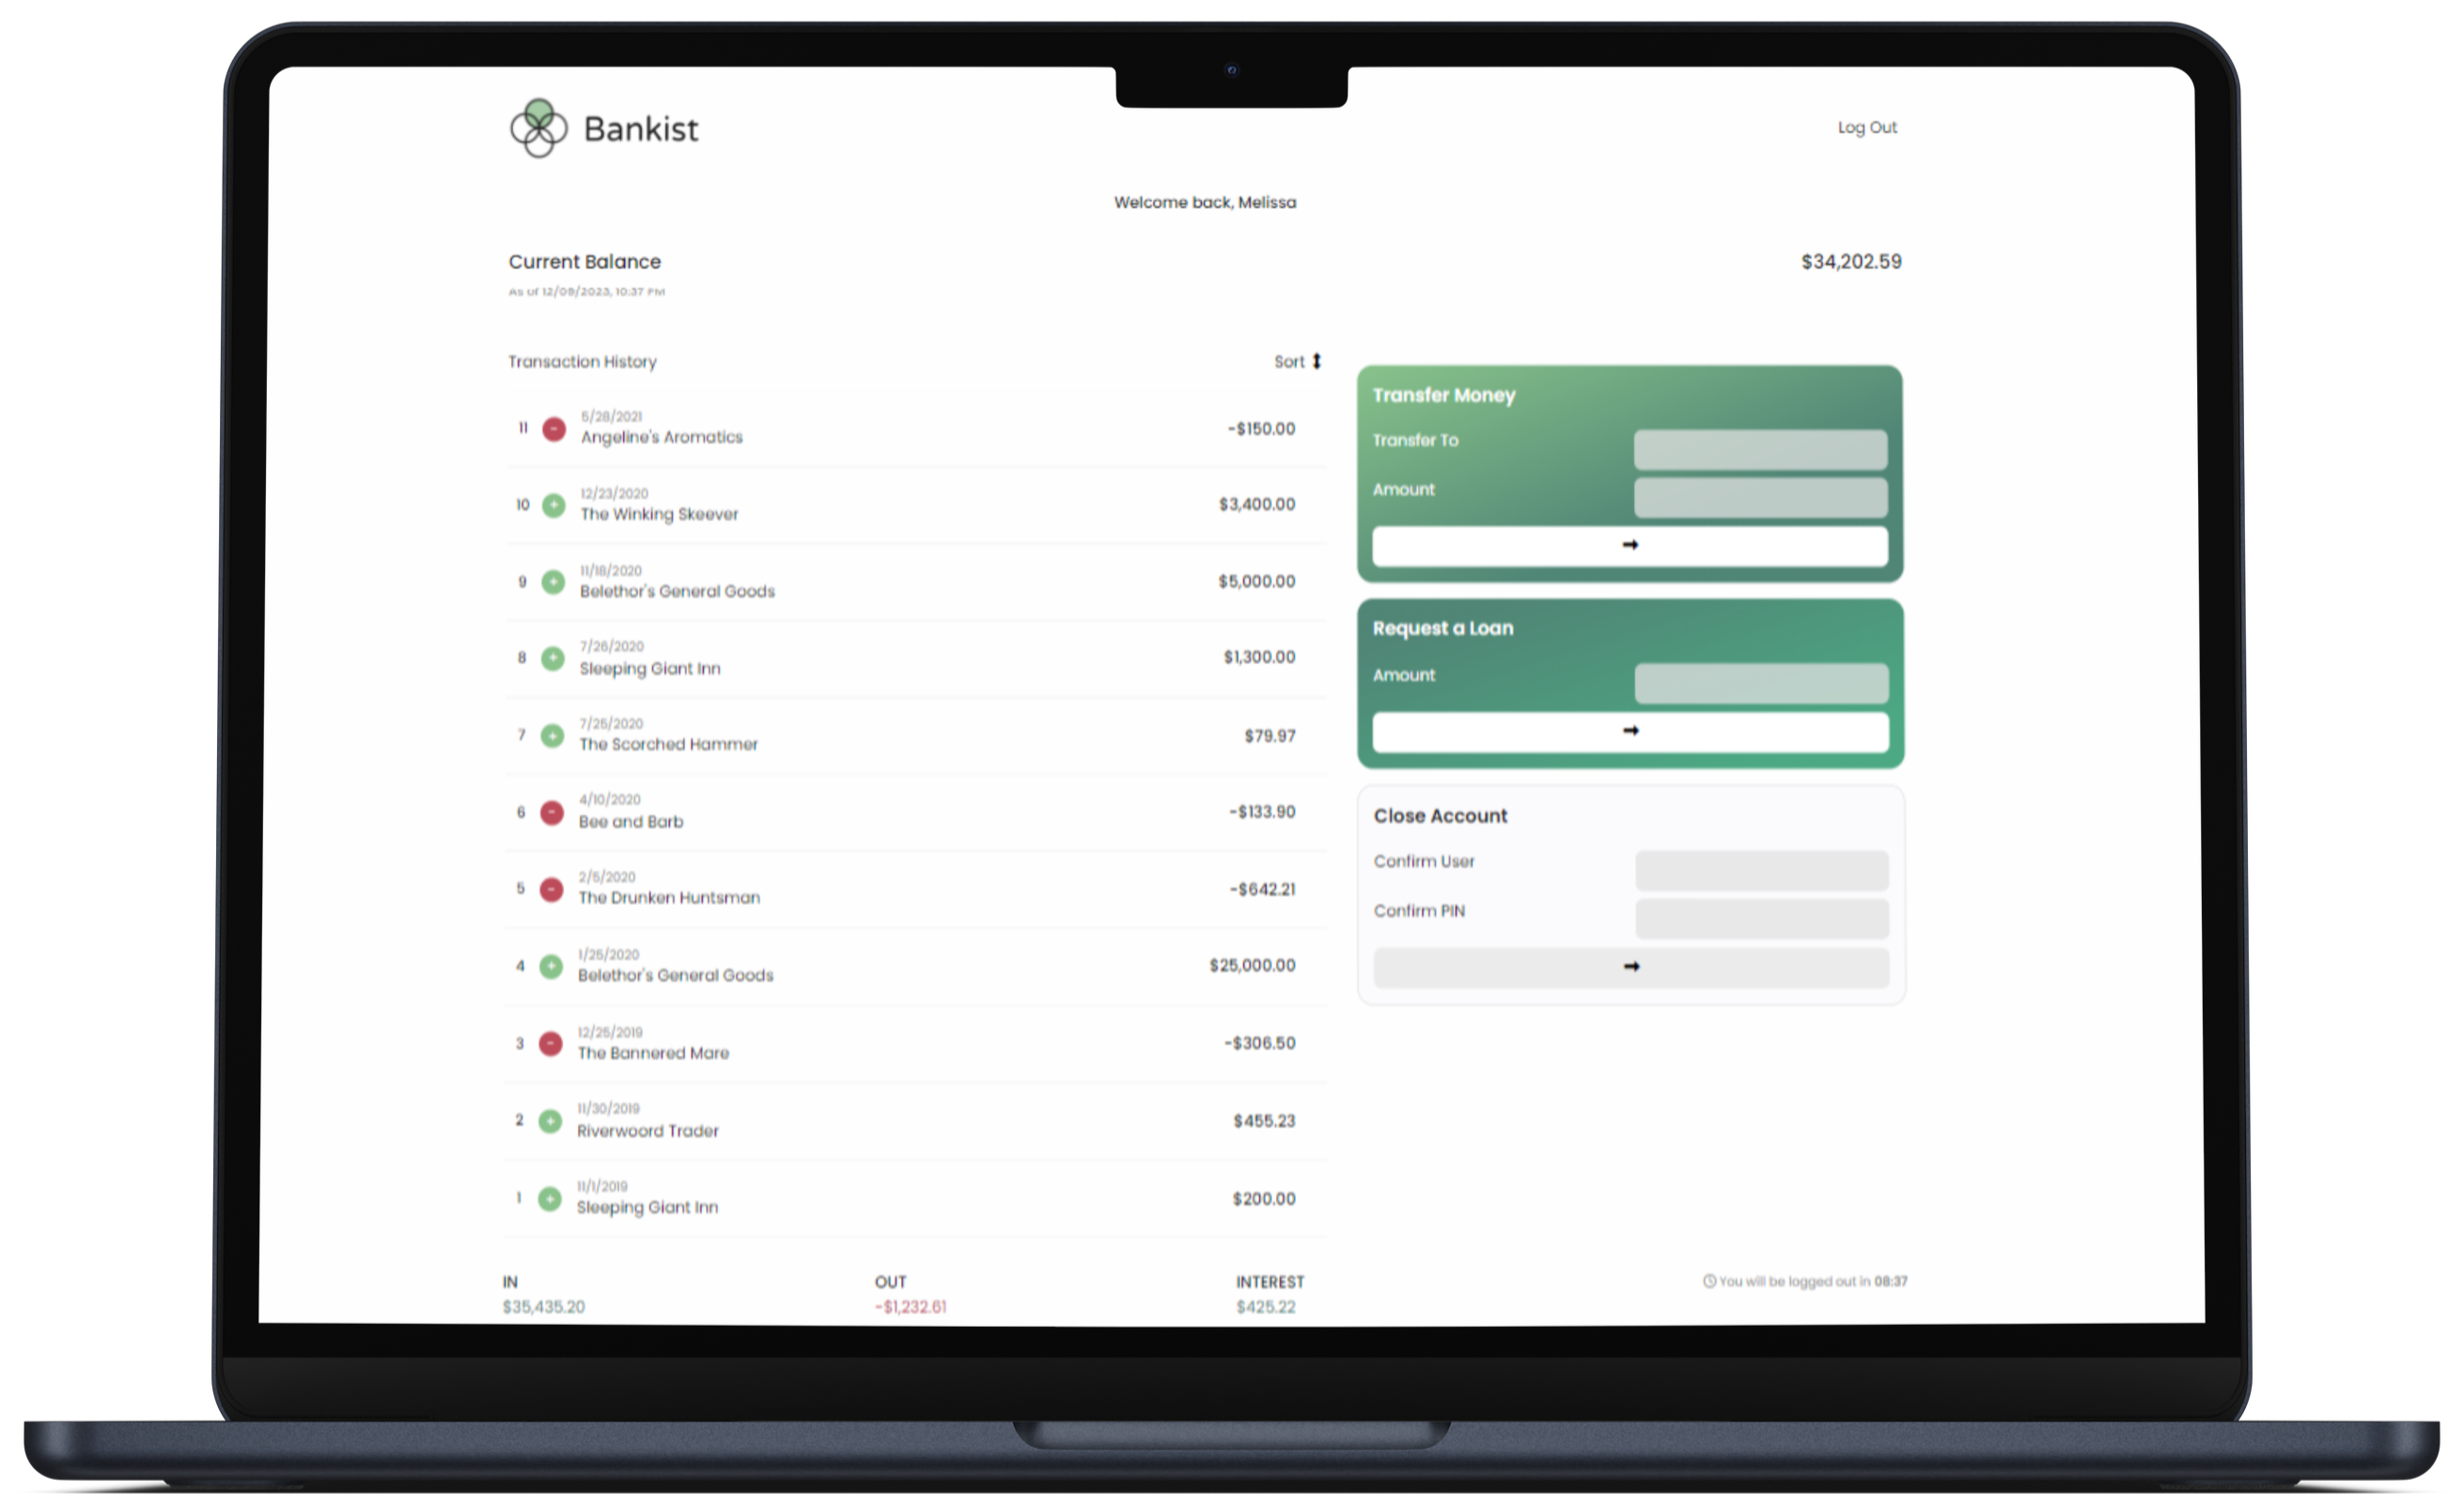 Bankist
Log Out
Welcome back, Melissa
Current Balance
$34,202.59
As of 12/09/2023, 10:37 PM
Transaction History
Sort
11
5/28/2021
Angeline's Aromatics
-$150.00
10
12/23/2020
The Winking Skeever
$3,400.00
9
11/18/2020
Belethor's General Goods
$5,000.00
8
7/26/2020
Sleeping Giant Inn
$1,300.00
7
7/25/2020
The Scorched Hammer
$79.97
6
4/10/2020
Bee and Barb
-$133.90
5
2/5/2020
The Drunken Huntsman
-$642.21
4
1/25/2020
Belethor's General Goods
$25,000.00
3
12/25/2019
The Bannered Mare
-$306.50
2
11/30/2019
Riverwoord Trader
$455.23
1
11/1/2019
Sleeping Giant Inn
$200.00
IN
$35,435.20
OUT
-$1,232.61
INTEREST
$425.22
Transfer Money
Transfer To
Amount
Request a Loan
Amount
Close Account
Confirm User
Confirm PIN
You will be logged out in 08:37